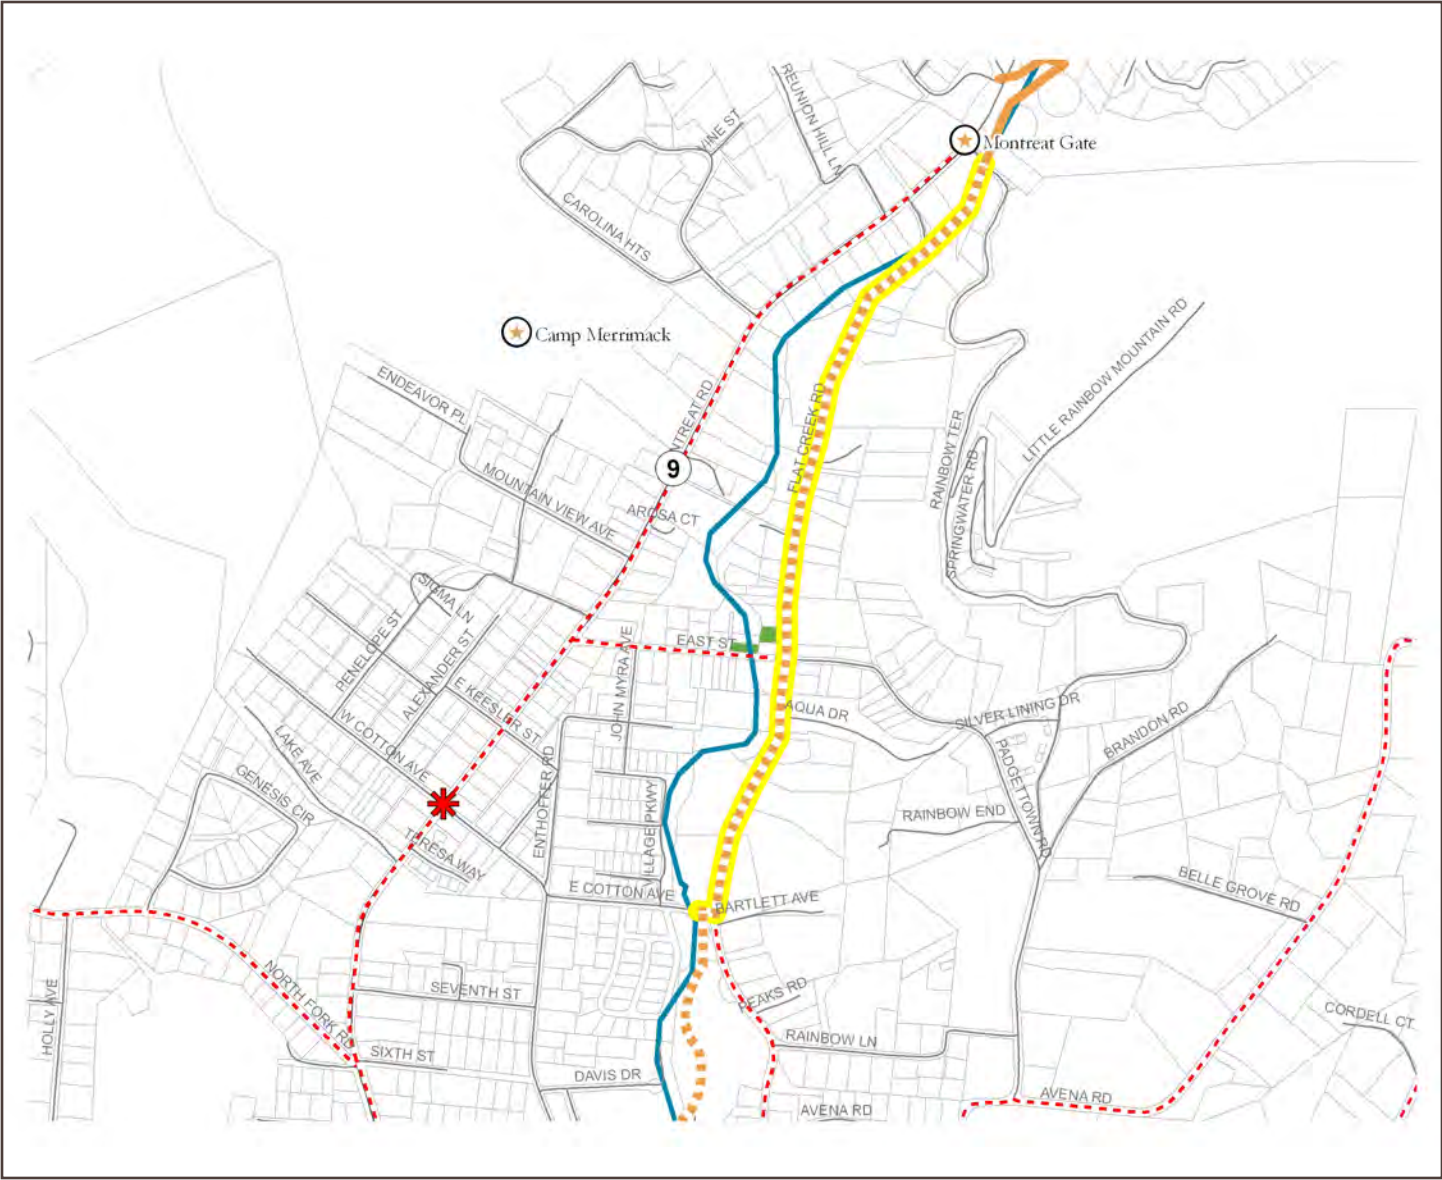 REUNION HILL LN
VINE ST
Montreat Gate
CAROLINA HTS
Camp Merrimack
LITTLE RAINBOW MOUNTAIN RD
ENDEAVOR PL
NTREAT RD
FLAT CREEK RD
RAINBOW TER
SPRINGWATER RD
9
MOUNTAIN VIEW AVE
AROSA CT
SIGMA LN
PENELOPE ST
ALEXANDER ST
EAST ST
JOHN MYRA AVE
E KEESLER ST
W COTTON AVE
AQUA DR
SILVER LINING DR
BRANDON RD
PADGETTOWN RD
LAKE AVE
GENESIS CIR
ENTHOFFER RD
VILLAGE PKWY
RAINBOW END
TERESA WAY
E COTTON AVE
BARTLETT AVE
BELLE GROVE RD
NORTH FORK RD
SEVENTH ST
PEAKS RD
HOLLY AVE
CORDELL CT
RAINBOW LN
SIXTH ST
DAVIS DR
AVENA RD
AVENA RD